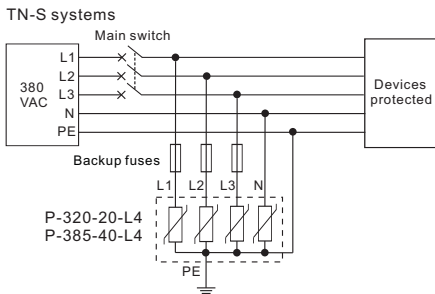 TN-S systems
Main switch
L1
L2
L3
N
PE
380
VAC
Devices
protected
Backup fuses
L1 L2 L3 N
P-320-20-L4
P-385-40-L4
PE